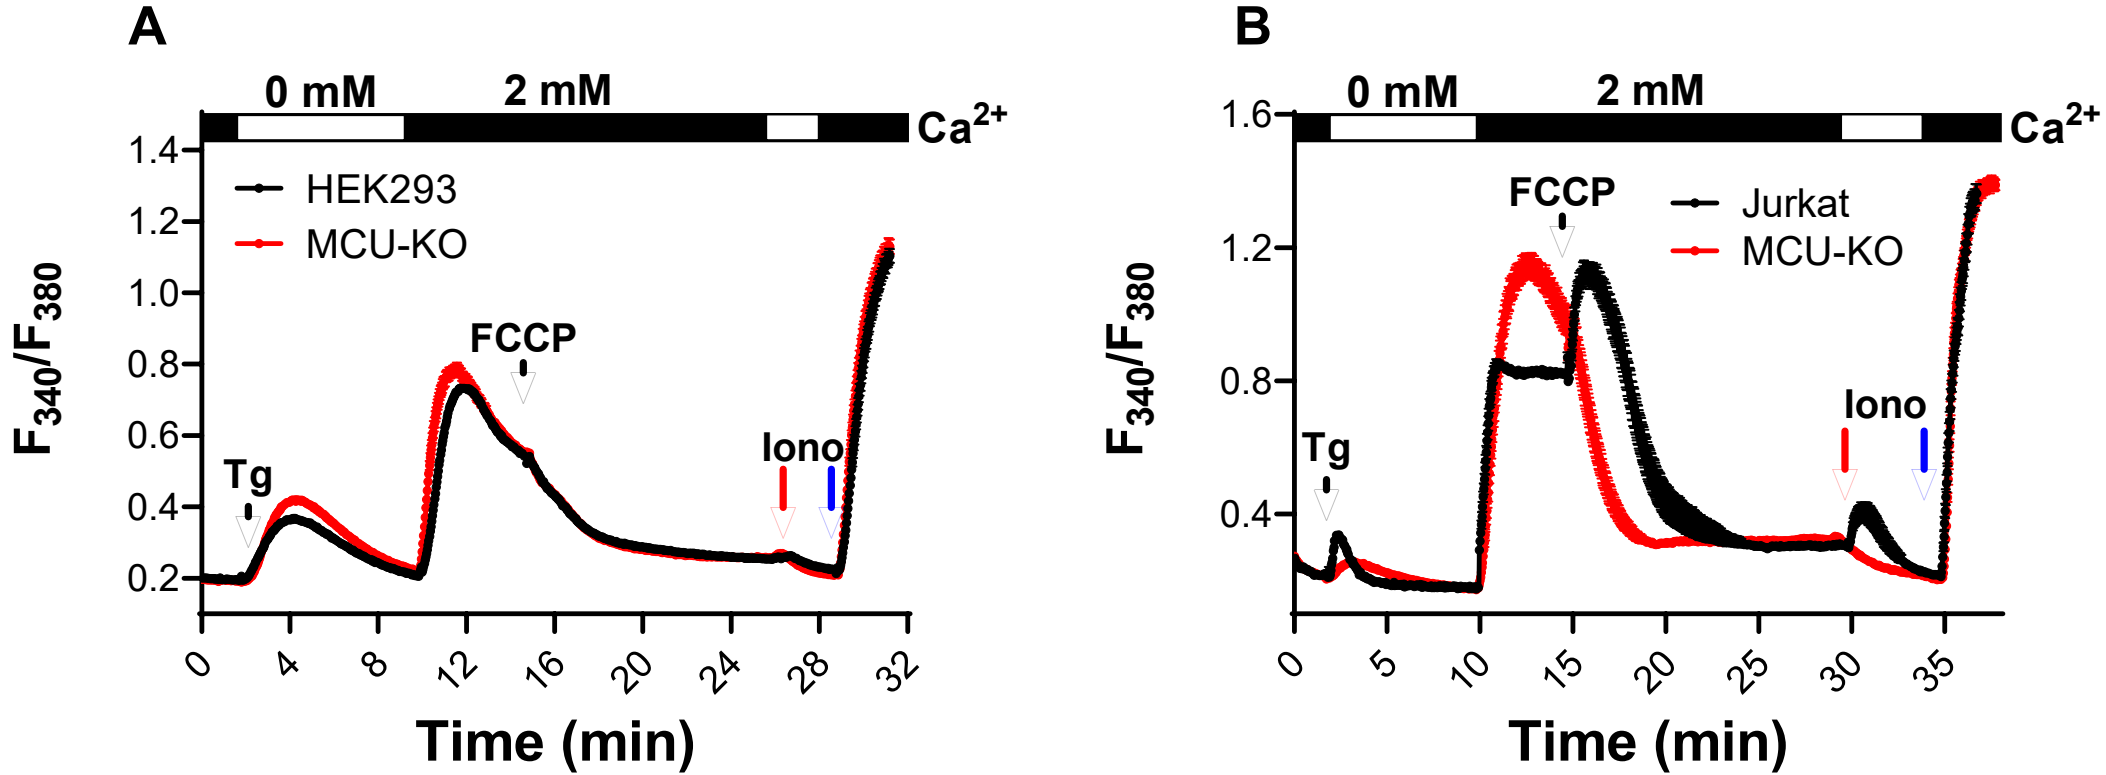 A
0 mM
2 mM
Ca2+
1.4
1.2
1.0
0.8
0.6
0.4
0.2
F340/F380
HEK293
MCU-KO
Tg
FCCP
Iono
0
4
8
12
16
20
24
28
32
Time (min)
B
0 mM
2 mM
Ca2+
1.6
1.2
0.8
0.4
F340/F380
FCCP
Jurkat
MCU-KO
Tg
Iono
0
5
10
15
20
25
30
35
Time (min)